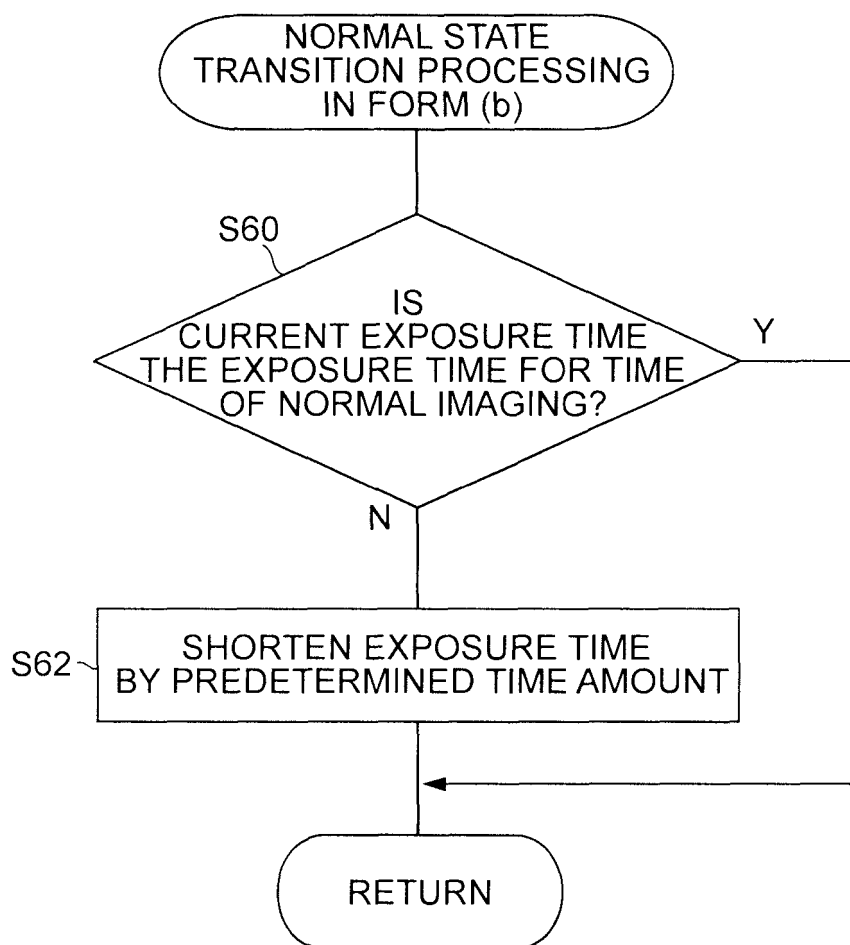 NORMAL STATE
TRANSITION PROCESSING
IN FORM (b)
S60
IS
CURRENT EXPOSURE TIME
THE EXPOSURE TIME FOR TIME
OF NORMAL IMAGING?
Y
N
S62
SHORTEN EXPOSURE TIME
BY PREDETERMINED TIME AMOUNT
RETURN